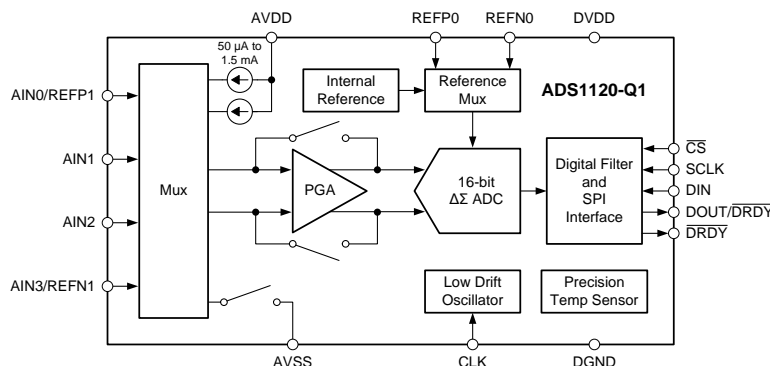 AVDD
REFP0
REFN0
DVDD
50 µA to
1.5 mA
Internal
Reference
Reference
Mux
ADS1120-Q1
AIN0/REFP1
AIN1
AIN2
AIN3/REFN1
Mux
PGA
16-bit
ΔΣ ADC
Digital Filter
and
SPI
Interface
CS
SCLK
DIN
DOUT/DRDY
DRDY
Low Drift
Oscillator
Precision
Temp Sensor
AVSS
CLK
DGND